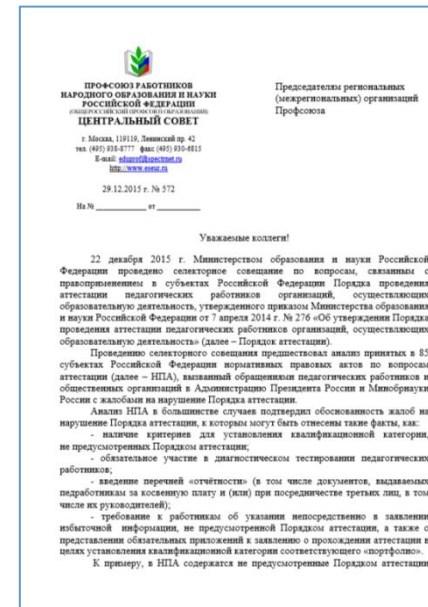 ПРОФСОЮЗ РАБОТНИКОВ
НАРОДНОГО ОБРАЗОВАНИЯ И НАУКИ
РОССИЙСКОЙ ФЕДЕРАЦИИ
(ОБЩЕРОССИЙСКИЙ ПРОФСОЮЗ ОБРАЗОВАНИЯ)
ЦЕНТРАЛЬНЫЙ СОВЕТ
г. Москва, 119119, Ленинский пр. 42
тел. (495) 938-8777 факс (495) 930-6815
E-mail: eduprof@spectrnet.ru
http://www.eseur.ru
29.12.2015 г. № 572
На № ____________ от __________
Председателям региональных
(межрегиональных) организаций
Профсоюза
Уважаемые коллеги!
22 декабря 2015 г. Министерством образования и науки Российской
Федерации проведено селекторное совещание по вопросам, связанным с
правоприменением в субъектах Российской Федерации Порядка проведения
аттестации педагогических работников организаций, осуществляющих
образовательную деятельность, утвержденного приказом Министерства образования
и науки Российской Федерации от 7 апреля 2014 г. № 276 «Об утверждении Порядка
проведения аттестации педагогических работников организаций, осуществляющих
образовательную деятельность» (далее – Порядок аттестации).
Проведению селекторного совещания предшествовал анализ принятых в 85
субъектах Российской Федерации нормативных правовых актов по вопросам
аттестации (далее – НПА), вызванный обращениями педагогических работников и
общественных организаций в Администрацию Президента России и Минобрнауки
России с жалобами на нарушение Порядка аттестации.
Анализ НПА в большинстве случаев подтвердил обоснованность жалоб на
нарушение Порядка аттестации, к которым могут быть отнесены такие факты, как:
- наличие критериев для установления квалификационной категории,
не предусмотренных Порядком аттестации;
- обязательное участие в диагностическом тестировании педагогических
работников;
- введение перечней «отчётности» (в том числе документов, выдаваемых
педработникам за косвенную плату и (или) при посредничестве третьих лиц, в том
числе их руководителей);
- требование к работникам об указании непосредственно в заявлении
избыточной информации, не предусмотренной Порядком аттестации, а также о
представлении обязательных приложений к заявлению о прохождении аттестации в
целях установления квалификационной категории соответствующего «портфолио».
К примеру, в НПА содержатся не предусмотренные Порядком аттестации